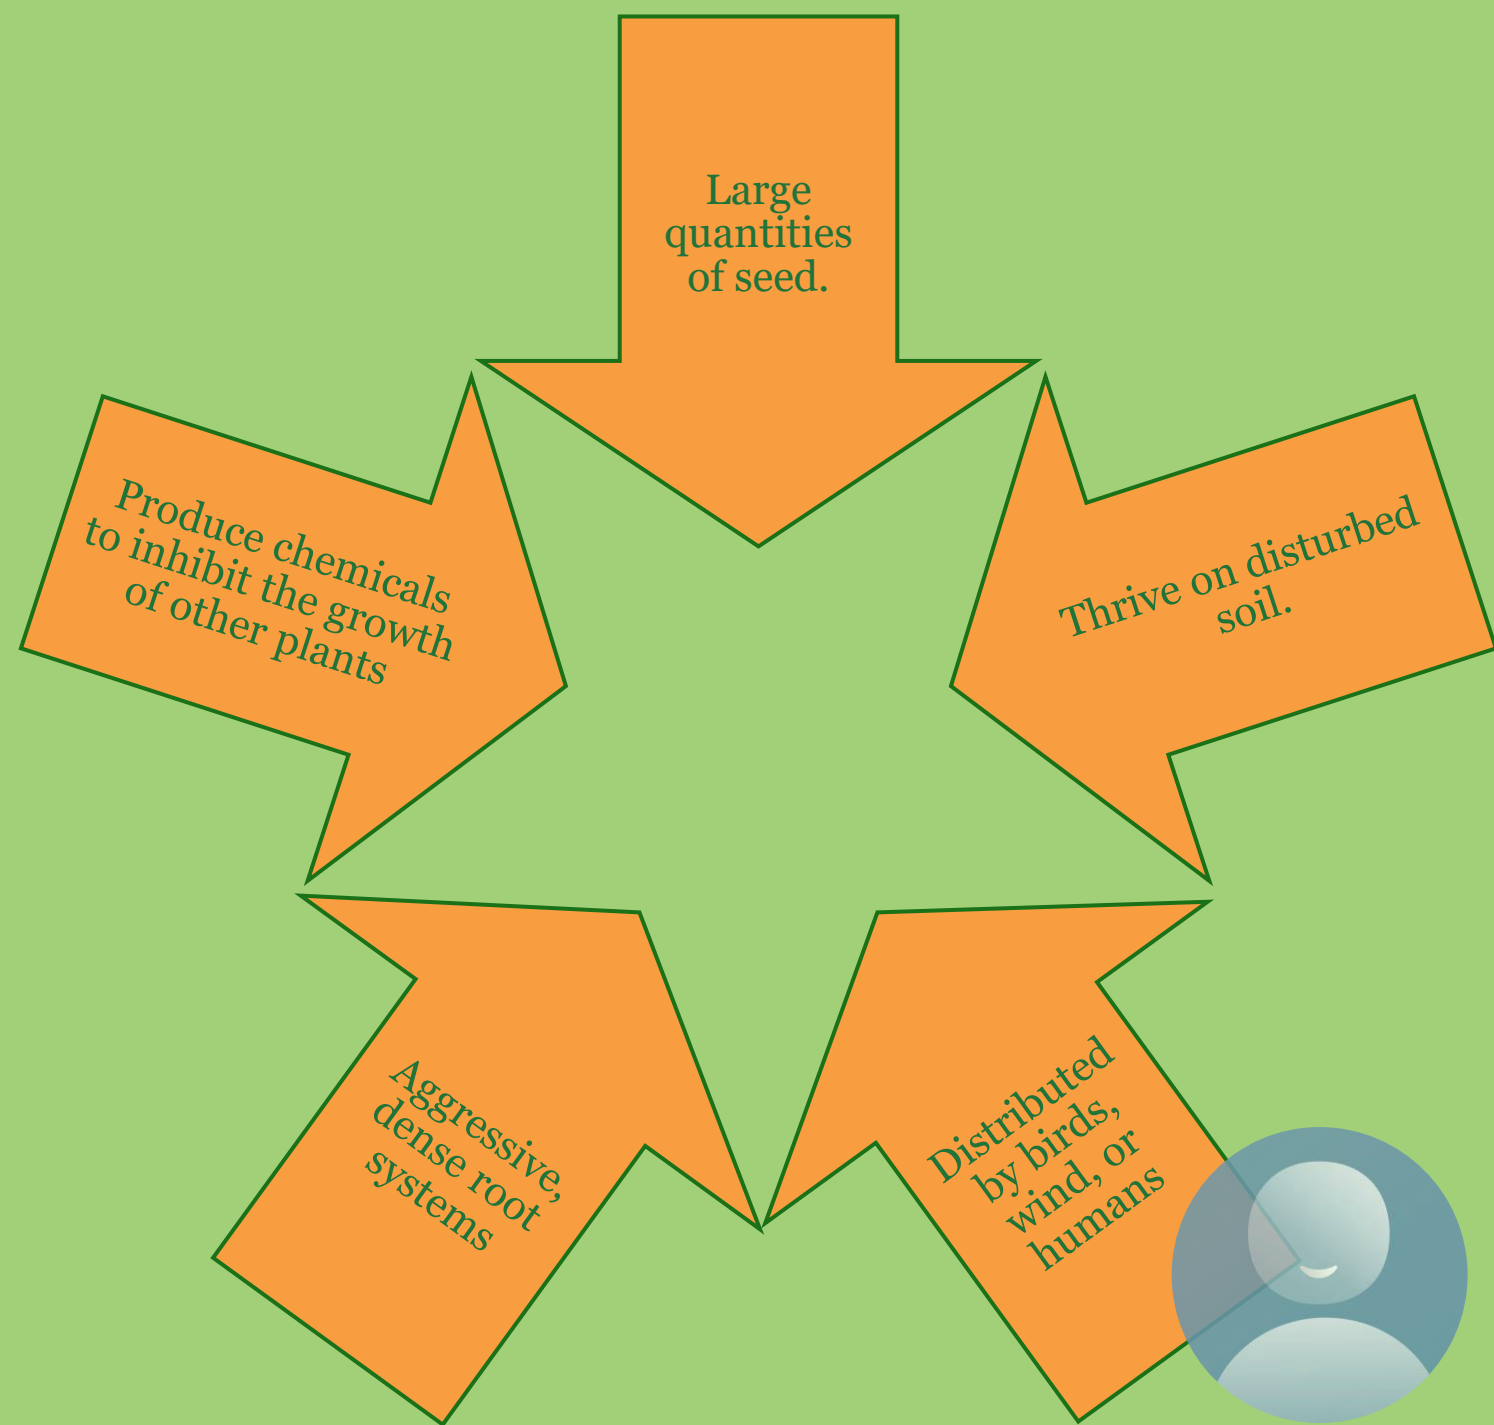 Large
quantities
of seed.
Thrive on disturbed
soil.
Distributed
by birds,
wind, or
humans
Aggressive,
dense root
systems
Produce chemicals
to inhibit the growth
of other plants